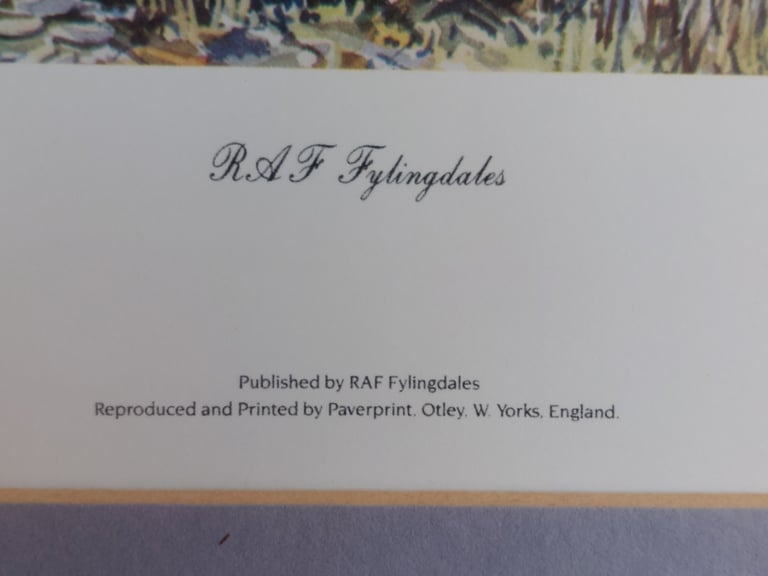 RAF Fylingdales
Published by RAF Fylingdales
Reproduced and Printed by Paverprint. Otley. W. Yorks, England.